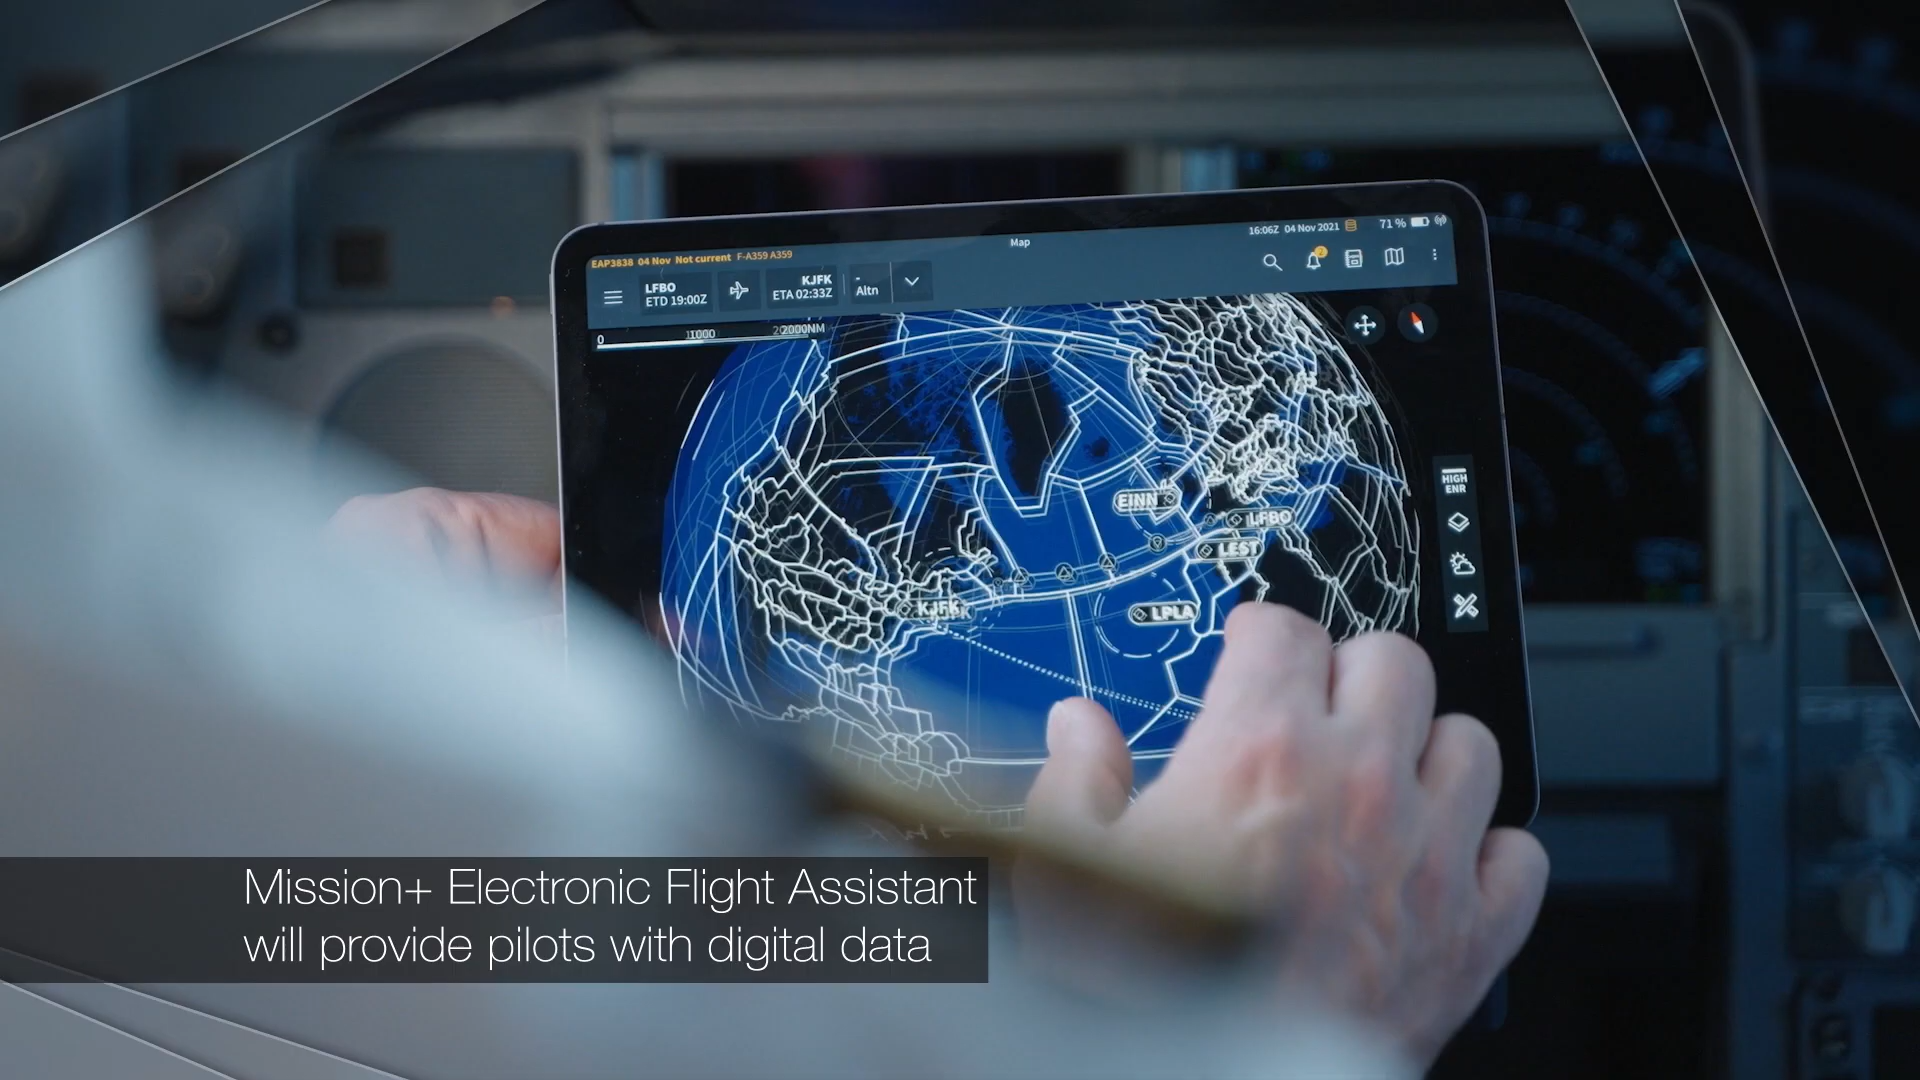 16:06Z 04 Nov 2021 71 %
Map
EAP3838 04 Nov Not current F-A359 A359
LFBO
ETD 19:00Z
KJFK
ETA 02:33Z
-
Altn
0 1000 2000NM
HIGH
ENR
EINN
LFBO
LEST
KJFK
LPLA
Mission+ Electronic Flight Assistant
will provide pilots with digital data